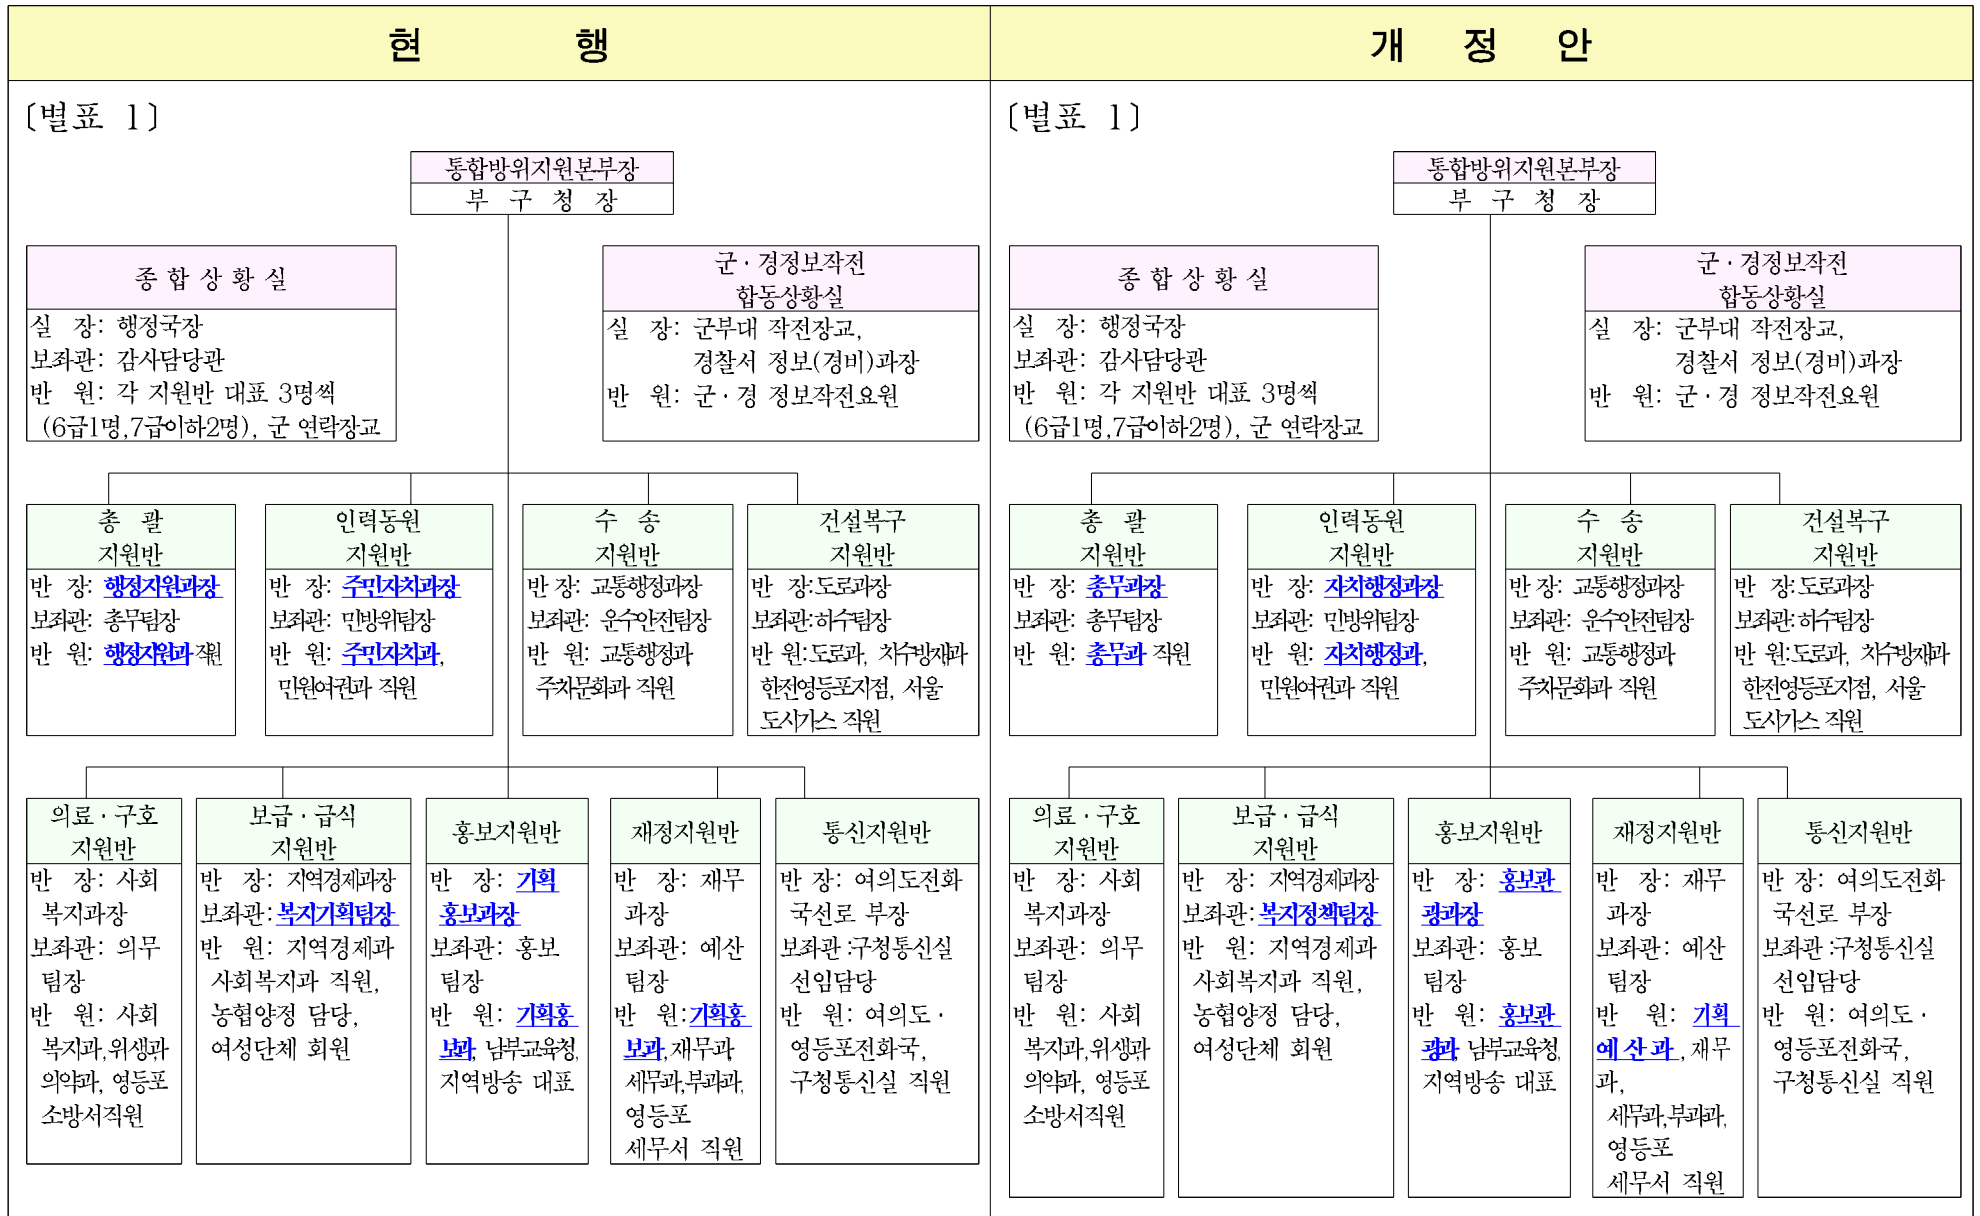 현 행
〔별표 1〕
통합방위지원본부장
부 구 청 장
종 합 상 황 실
실 장: 행정국장
보좌관: 감사담당관
반 원: 각 지원반 대표 3명씩
(6급1명,7급이하2명), 군 연락장교
군 · 경정보작전
합동상황실
실 장: 군부대 작전장교,
경찰서 정보(경비)과장
반 원: 군 · 경 정보작전요원
총 괄
지원반
반 장: 행정지원과장
보좌관: 총무팀장
반 원: 행정지원과 직원
인력동원
지원반
반 장: 주민자치과장
보좌관: 민방위팀장
반 원: 주민자치과,
민원여권과 직원
수 송
지원반
반 장: 교통행정과장
보좌관: 운수안전팀장
반 원: 교통행정과,
주차문화과 직원
건설복구
지원반
반 장:도로과장
보좌관:하수팀장
반 원:도로과, 치수방재과
한전영등포지점, 서울
도시가스 직원
의료 · 구호
지원반
반 장: 사회
복지과장
보좌관: 의무
팀장
반 원: 사회
복지과,위생과,
의약과, 영등포
소방서직원
보급 · 급식
지원반
반 장: 지역경제과장
보좌관:복지기획팀장
반 원: 지역경제과
사회복지과 직원,
농협양정 담당,
여성단체 회원
홍보지원반
반 장: 기획
홍보과장
보좌관: 홍보
팀장
반 원: 기획홍
보과, 남부교육청,
지역방송 대표
재정지원반
반 장: 재무
과장
보좌관: 예산
팀장
반 원:기획홍
보과,재무과,
세무과,부과과,
영등포
세무서 직원
통신지원반
반 장: 여의도전화
국선로 부장
보좌관:구청통신실
선임담당
반 원: 여의도 ·
영등포전화국,
구청통신실 직원
개 정 안
〔별표 1〕
통합방위지원본부장
부 구 청 장
종 합 상 황 실
실 장: 행정국장
보좌관: 감사담당관
반 원: 각 지원반 대표 3명씩
(6급1명,7급이하2명), 군 연락장교
군 · 경정보작전
합동상황실
실 장: 군부대 작전장교,
경찰서 정보(경비)과장
반 원: 군 · 경 정보작전요원
총 괄
지원반
반 장: 총무과장
보좌관: 총무팀장
반 원: 총무과 직원
인력동원
지원반
반 장: 자치행정과장
보좌관: 민방위팀장
반 원: 자치행정과,
민원여권과 직원
수 송
지원반
반 장: 교통행정과장
보좌관: 운수안전팀장
반 원: 교통행정과,
주차문화과 직원
건설복구
지원반
반 장:도로과장
보좌관:하수팀장
반 원:도로과, 치수방재과
한전영등포지점, 서울
도시가스 직원
의료 · 구호
지원반
반 장: 사회
복지과장
보좌관: 의무
팀장
반 원: 사회
복지과,위생과,
의약과, 영등포
소방서직원
보급 · 급식
지원반
반 장: 지역경제과장
보좌관:복지정책팀장
반 원: 지역경제과
사회복지과 직원,
농협양정 담당,
여성단체 회원
홍보지원반
반 장: 홍보관
광과장
보좌관: 홍보
팀장
반 원: 홍보관
광과, 남부교육청,
지역방송 대표
재정지원반
반 장: 재무
과장
보좌관: 예산
팀장
반 원: 기획
예산과,재무
과,
세무과,부과과,
영등포
세무서 직원
통신지원반
반 장: 여의도전화
국선로 부장
보좌관:구청통신실
선임담당
반 원: 여의도 ·
영등포전화국,
구청통신실 직원